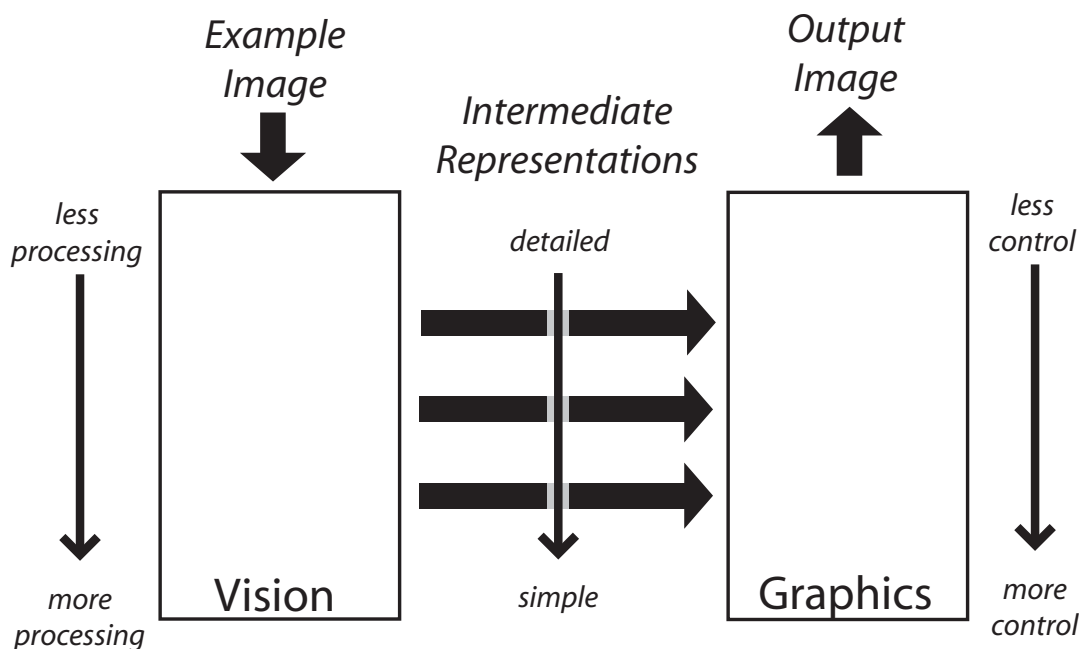 Example
Image
Output
Image
Intermediate
Representations
less
processing
detailed
less
control
more
processing
Vision
simple
Graphics
more
control